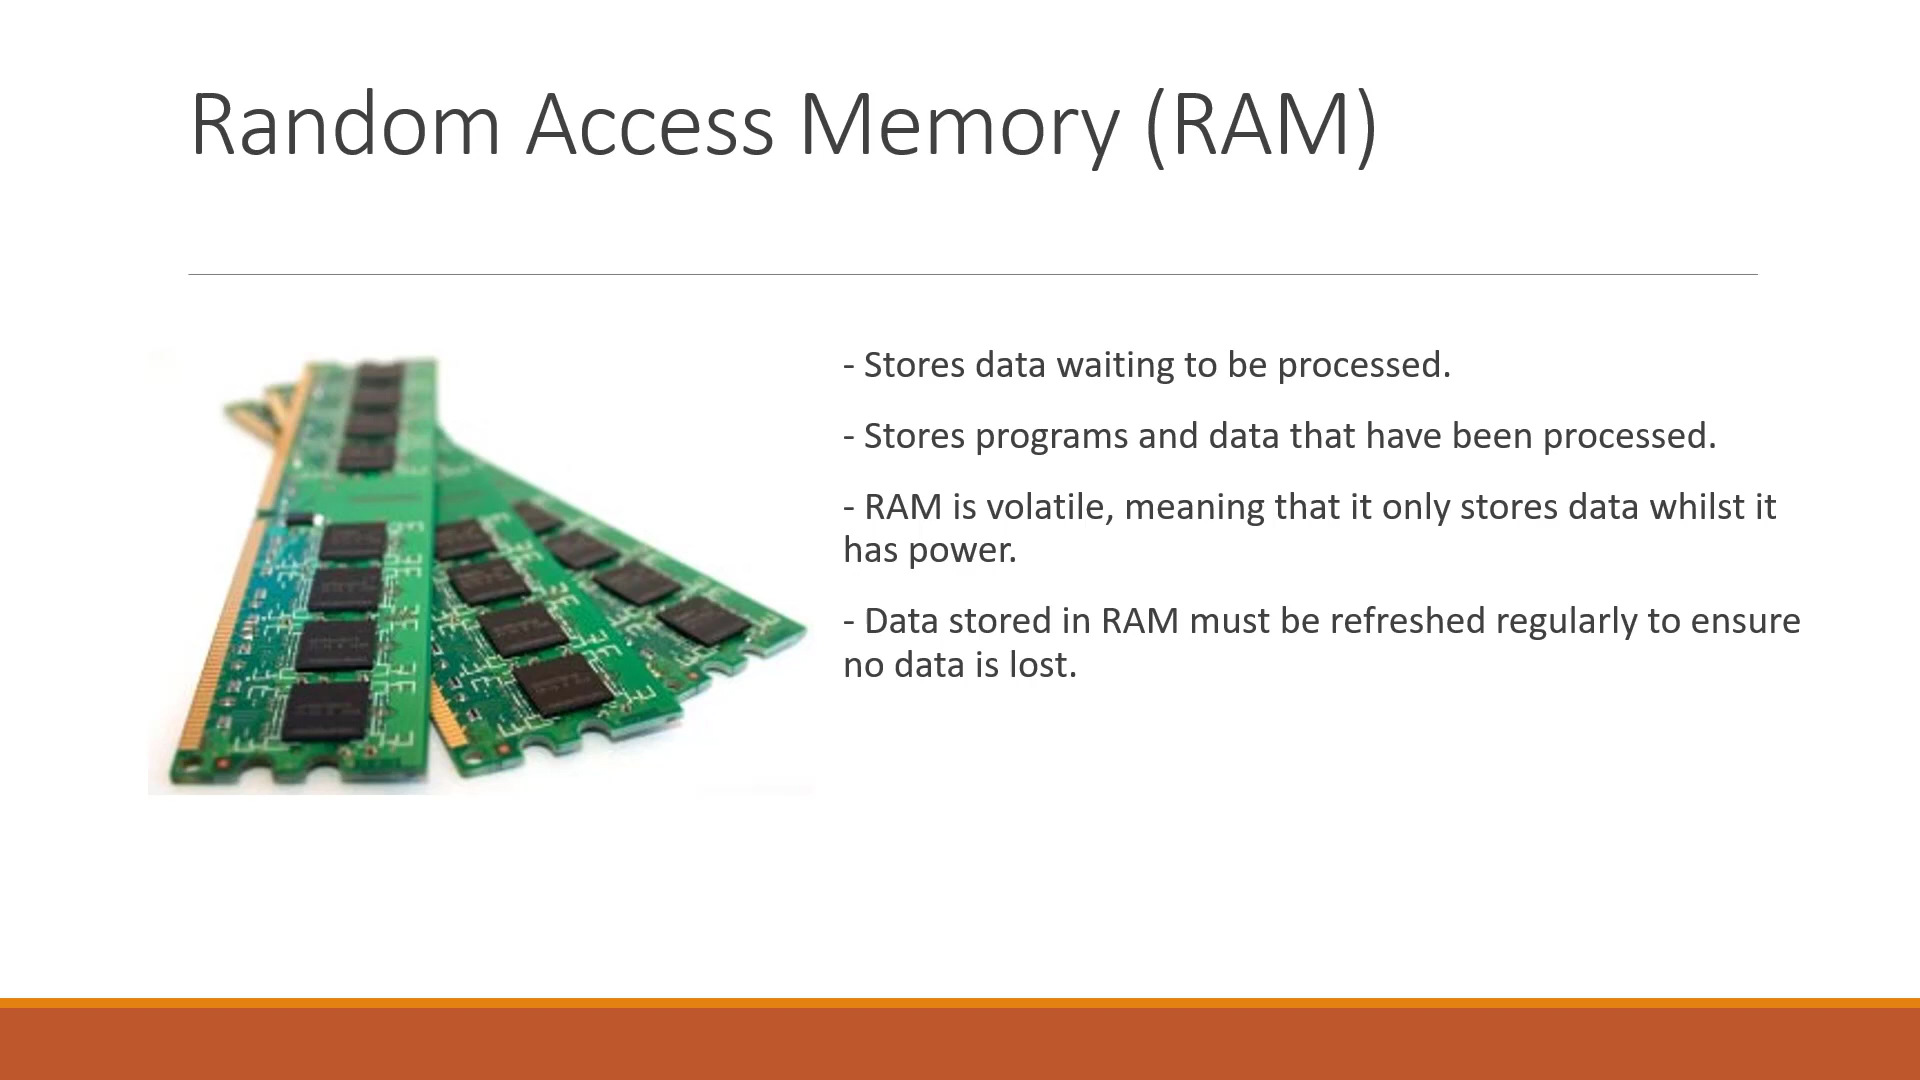 Random Access Memory (RAM)
- Stores data waiting to be processed.
- Stores programs and data that have been processed.
- RAM is volatile, meaning that it only stores data whilst it
has power.
- Data stored in RAM must be refreshed regularly to ensure
no data is lost.